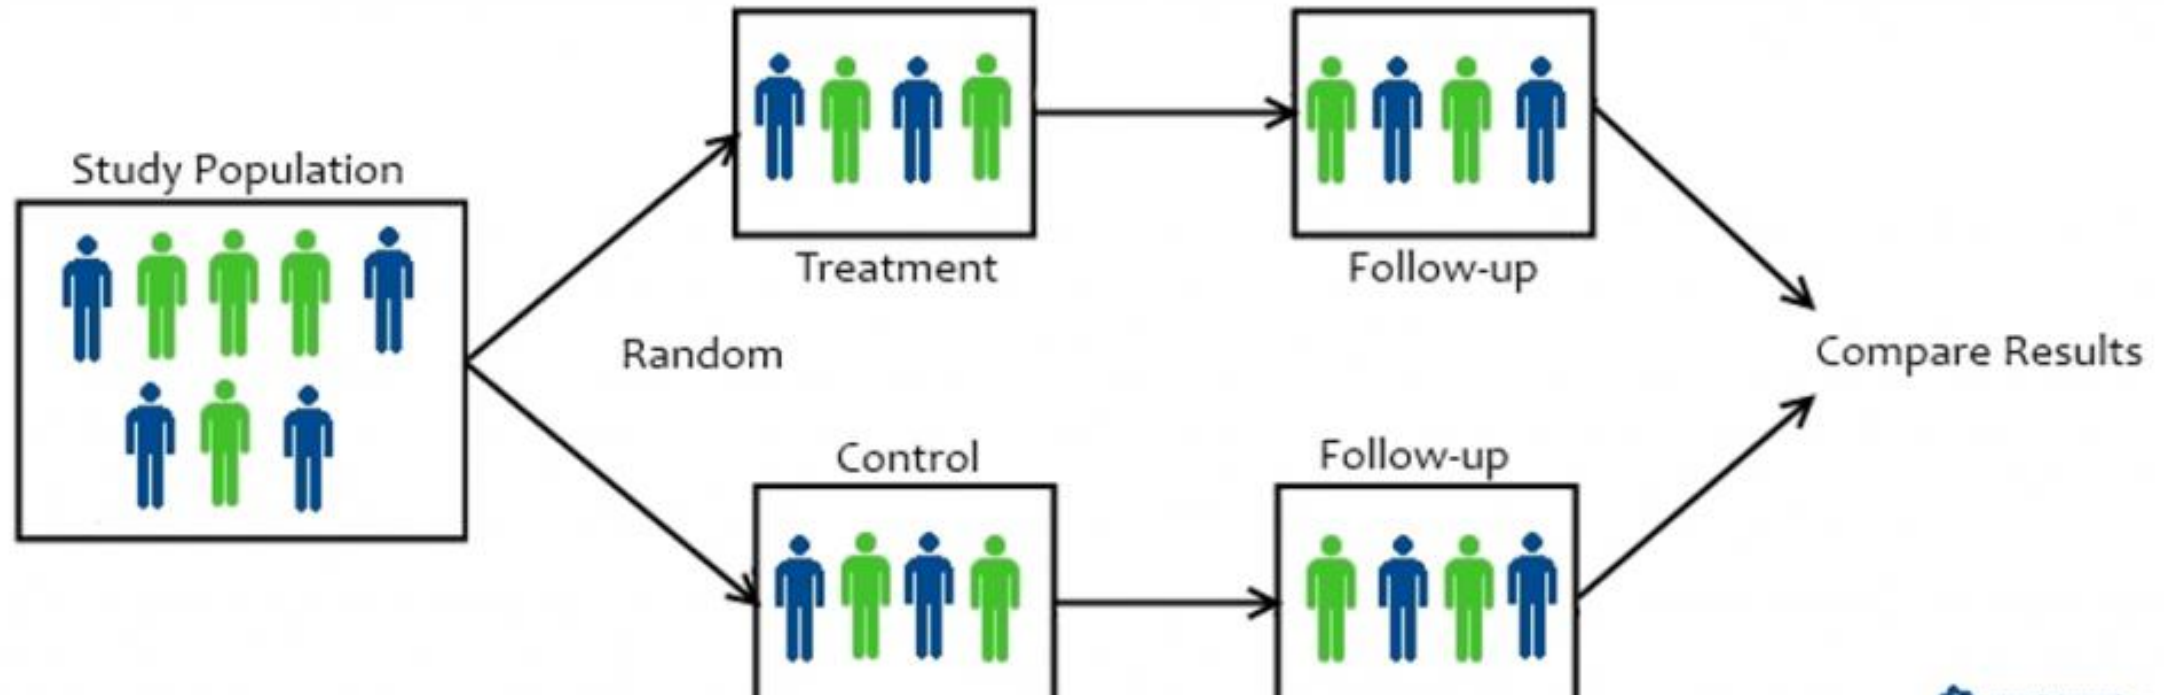 Study Population
Treatment
Follow-up
Random
Compare Results
Control
Follow-up